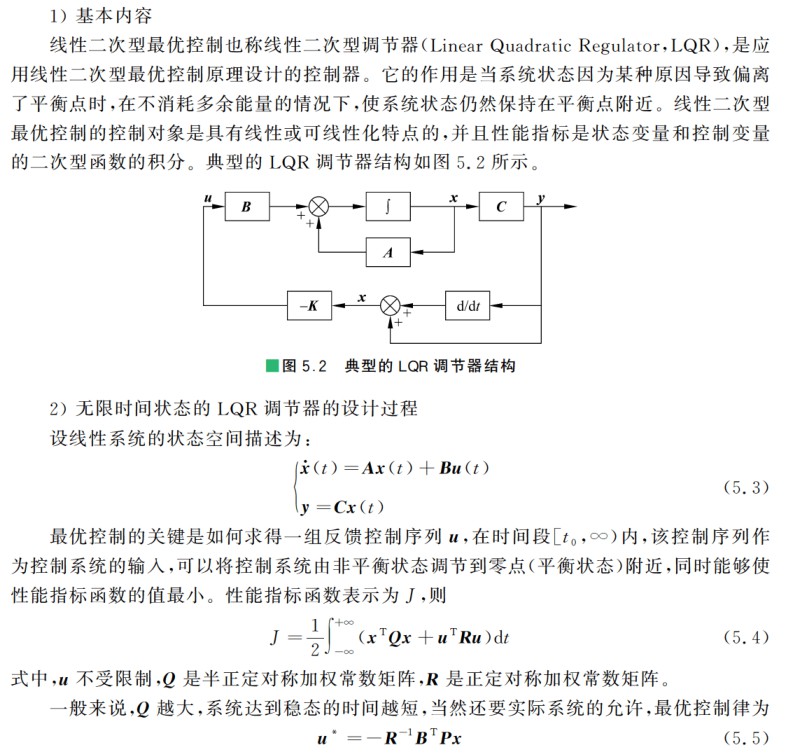 1) 基本内容
线性二次型最优控制也称线性二次型调节器(Linear Quadratic Regulator,LQR),是应
用线性二次型最优控制原理设计的控制器。它的作用是当系统状态因为某种原因导致偏离
了平衡点时,在不消耗多余能量的情况下,使系统状态仍然保持在平衡点附近。线性二次型
最优控制的控制对象是具有线性或可线性化特点的,并且性能指标是状态变量和控制变量
的二次型函数的积分。典型的 LQR 调节器结构如图 5.2 所示。
u B + + ∫ x C y
A
-K x + + d/dt
图 5.2 典型的 LQR 调节器结构
2) 无限时间状态的 LQR 调节器的设计过程
设线性系统的状态空间描述为:
ẋ(t)=Ax(t)+Bu(t)
y=Cx(t)
(5.3)
最优控制的关键是如何求得一组反馈控制序列 u,在时间段[t₀,∞)内,该控制序列作
为控制系统的输入,可以将控制系统由非平衡状态调节到零点(平衡状态)附近,同时能够使
性能指标函数的值最小。性能指标函数表示为 J,则
J=1/2∫₋∞⁺∞(xᵀQx+uᵀRu)dt (5.4)
式中,u 不受限制,Q 是半正定对称加权常数矩阵,R 是正定对称加权常数矩阵。
一般来说,Q 越大,系统达到稳态的时间越短,当然还要实际系统的允许,最优控制律为
u*=-R⁻¹BᵀPx (5.5)